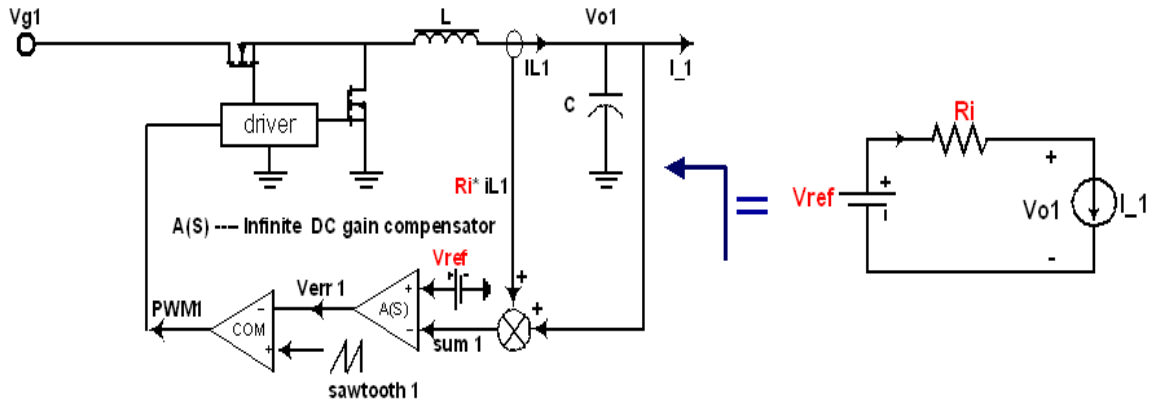 Vg1
L
Vo1
IL1
I_1
C
driver
Ri
Ri* iL1
+
Vref
+
i
Vo1
I_1
-
=
A(S) ---- Infinite DC gain compensator
Vref
+ -
+
+
Verr 1
PWM1
A(S)
+
-
COM
-
+
sum 1
sawtooth 1